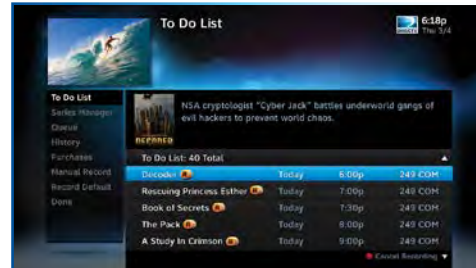 To Do List
DIRECTV
6:18p
Thu 3/4
To Do List
Series Manager
Queue
History
Purchases
Manual Record
Record Default
Done
DECODER
NSA cryptologist "Cyber Jack" battles underworld gangs of
evil hackers to prevent world chaos.
To Do List: 40 Total
Decoder Today 6:00p 249 COM
Rescuing Princess Esther Today 7:00p 249 COM
Book of Secrets Today 7:30p 249 COM
The Pack Today 8:00p 249 COM
A Study In Crimson Today 9:00p 249 COM
Cancel Recording